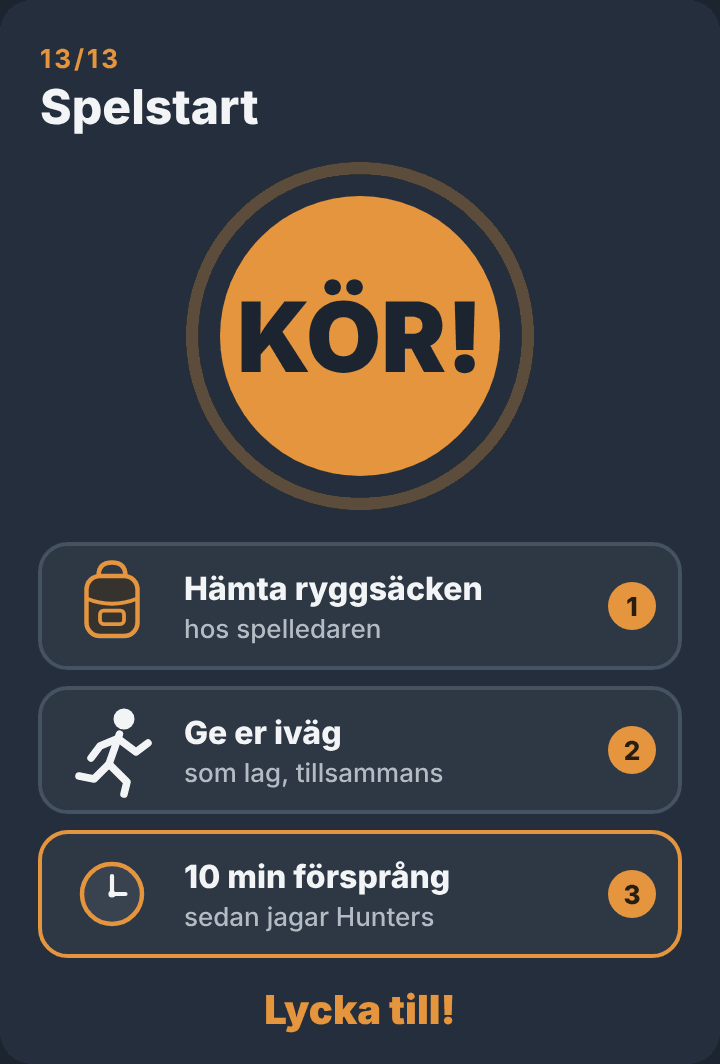 13/13
Spelstart
KÖR!
Hämta ryggsäcken
hos spelledaren
1
Ge er iväg
som lag, tillsammans
2
10 min försprång
sedan jagar Hunters
3
Lycka till!